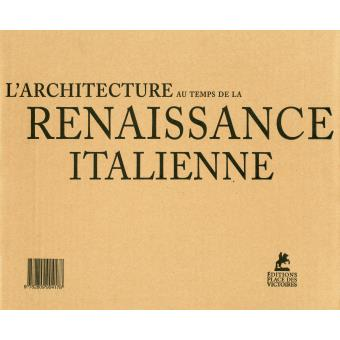 L'ARCHITECTURE AU TEMPS DE LA
RENAISSANCE
ITALIENNE
ÉDITIONS
PLACE DES
VICTOIRES